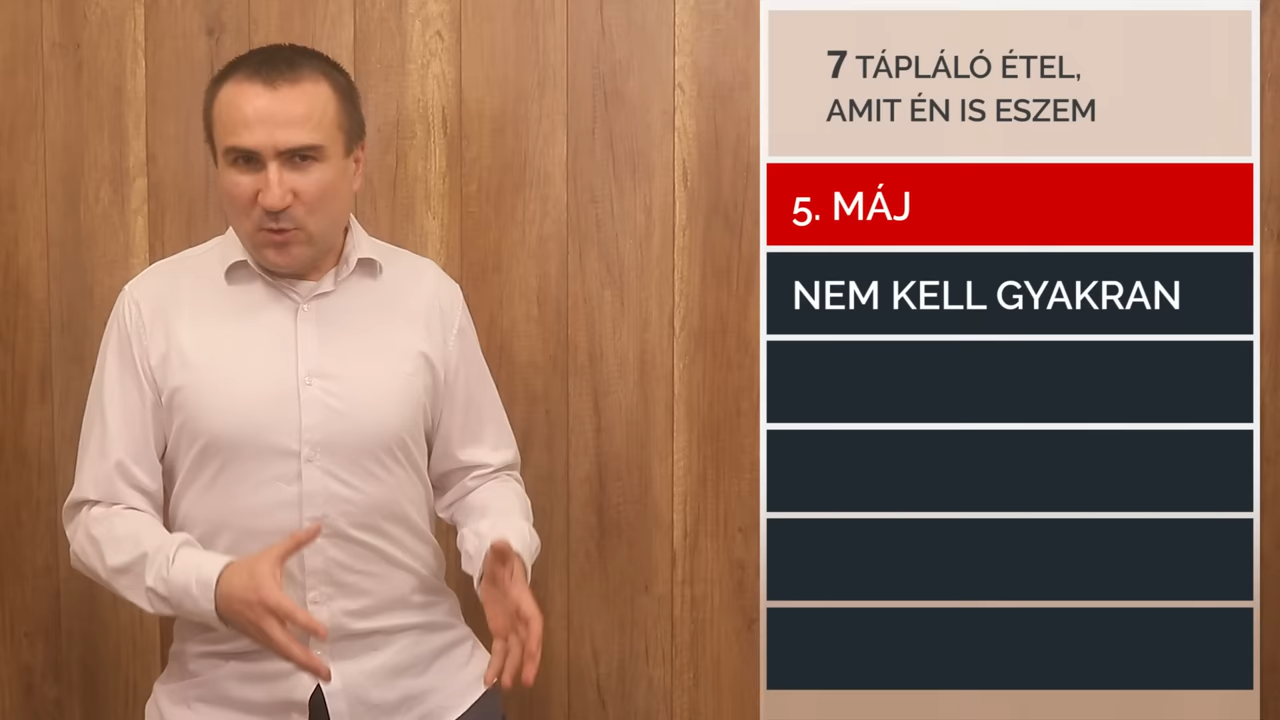 7 TÁPLÁLÓ ÉTEL,
AMIT ÉN IS ESZEM
5. MÁJ
NEM KELL GYAKRAN